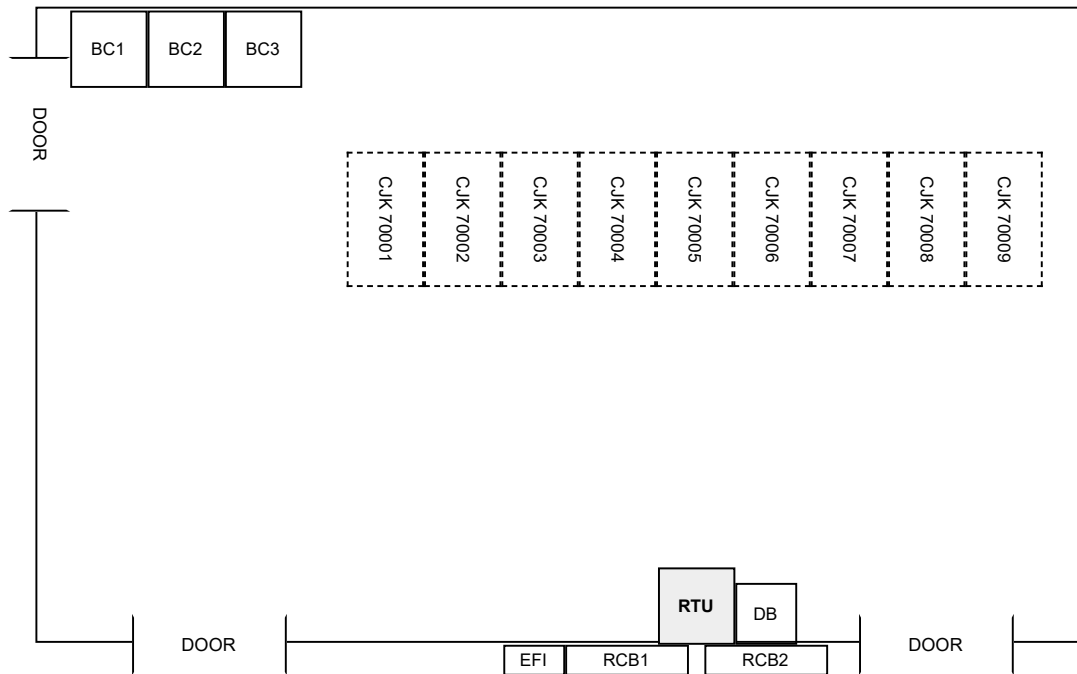 BC1
BC2
BC3
DOOR
CJK 70001
CJK 70002
CJK 70003
CJK 70004
CJK 70005
CJK 70006
CJK 70007
CJK 70008
CJK 70009
RTU
DB
DOOR
DOOR
EFI
RCB1
RCB2